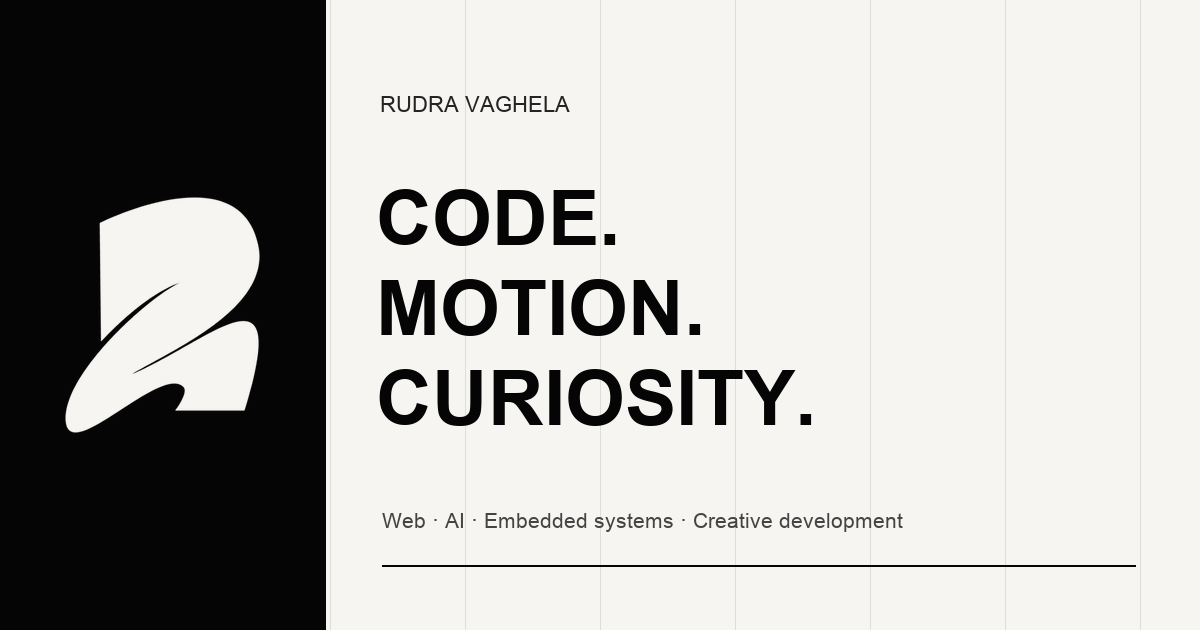 RUDRA VAGHELA
CODE.
MOTION.
CURIOSITY.
Web · AI · Embedded systems · Creative development